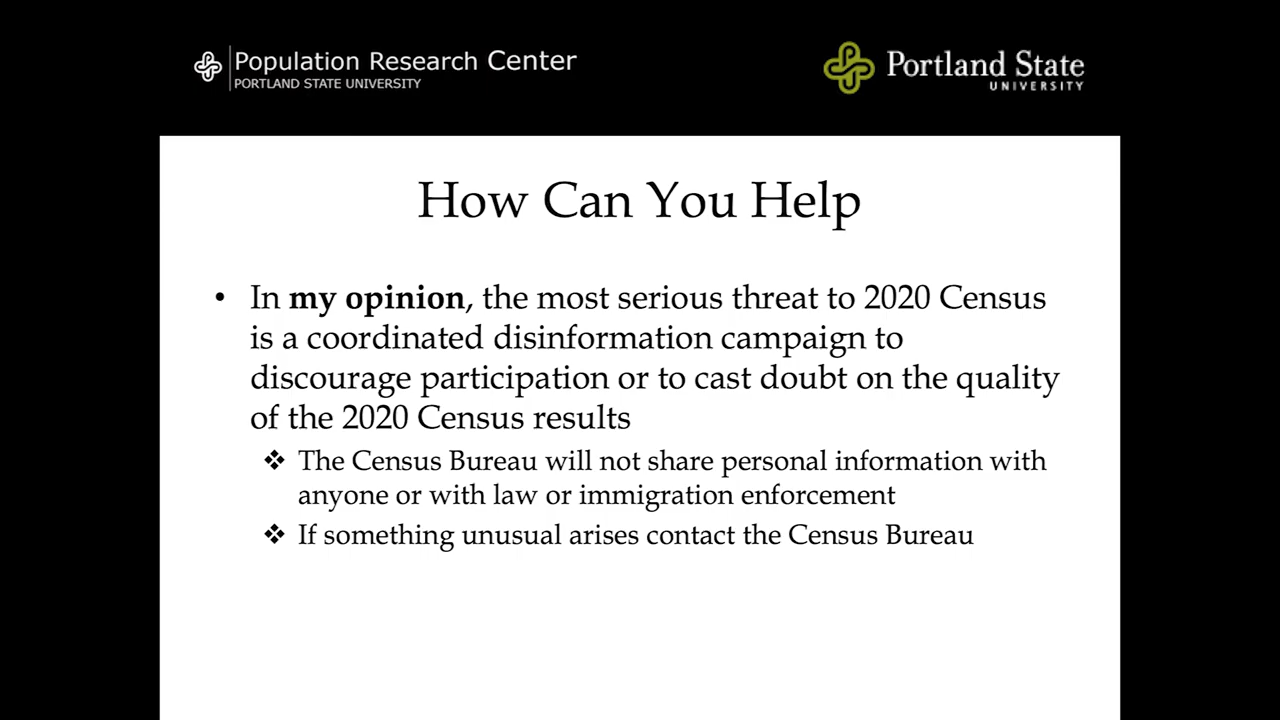 Population Research Center
PORTLAND STATE UNIVERSITY
Portland State
UNIVERSITY
How Can You Help
• In my opinion, the most serious threat to 2020 Census
is a coordinated disinformation campaign to
discourage participation or to cast doubt on the quality
of the 2020 Census results
❖ The Census Bureau will not share personal information with
anyone or with law or immigration enforcement
❖ If something unusual arises contact the Census Bureau